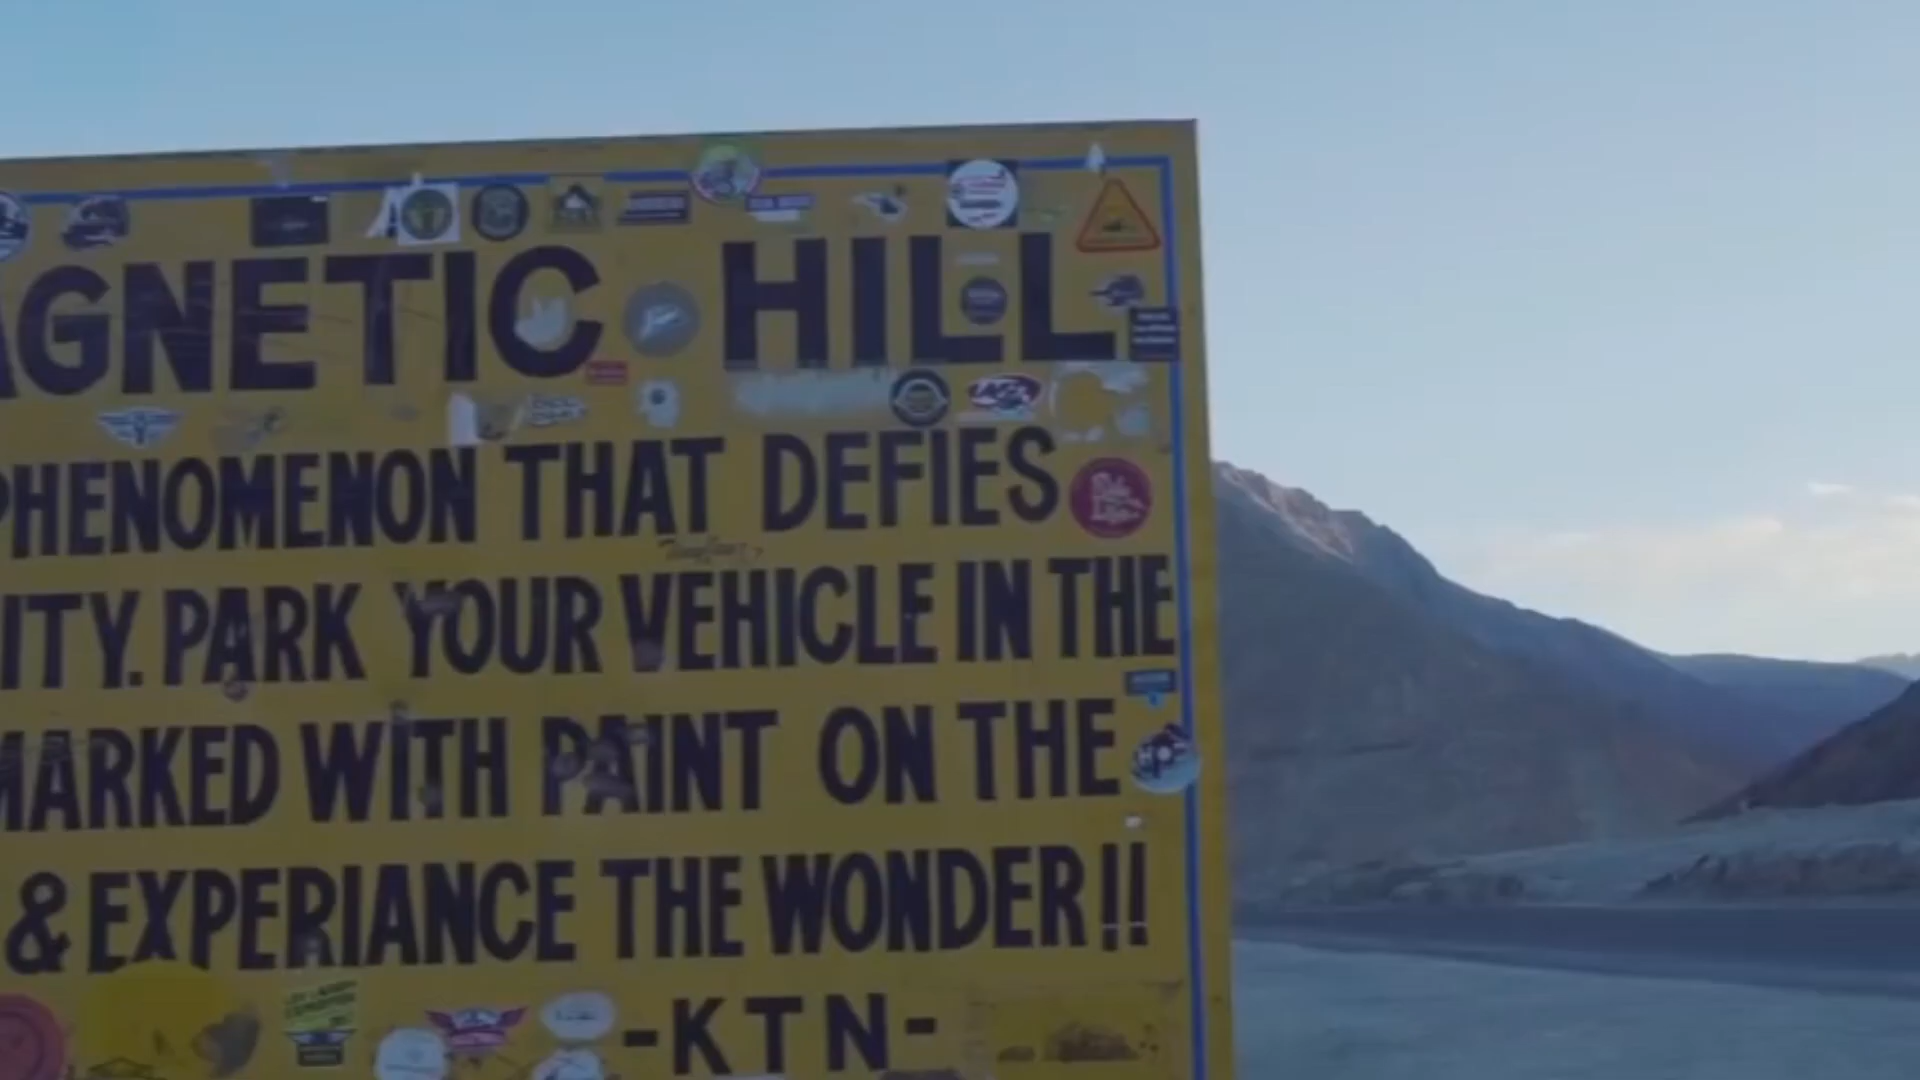 AGNETIC HILL
PHENOMENON THAT DEFIES
ITY. PARK YOUR VEHICLE IN THE
MARKED WITH PAINT ON THE
& EXPERIANCE THE WONDER!!
-KTN-